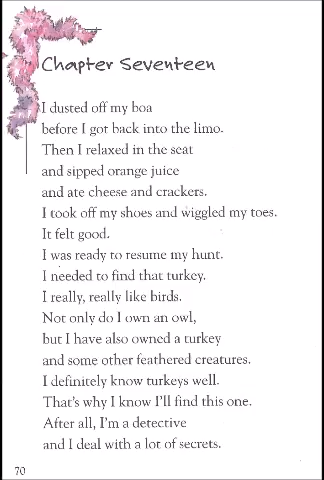 Chapter Seventeen
I dusted off my boa
before I got back into the limo.
Then I relaxed in the seat
and sipped orange juice
and ate cheese and crackers.
I took off my shoes and wiggled my toes.
It felt good.
I was ready to resume my hunt.
I needed to find that turkey.
I really, really like birds.
Not only do I own an owl,
but I have also owned a turkey
and some other feathered creatures.
I definitely know turkeys well.
That's why I know I'll find this one.
After all, I'm a detective
and I deal with a lot of secrets.
70